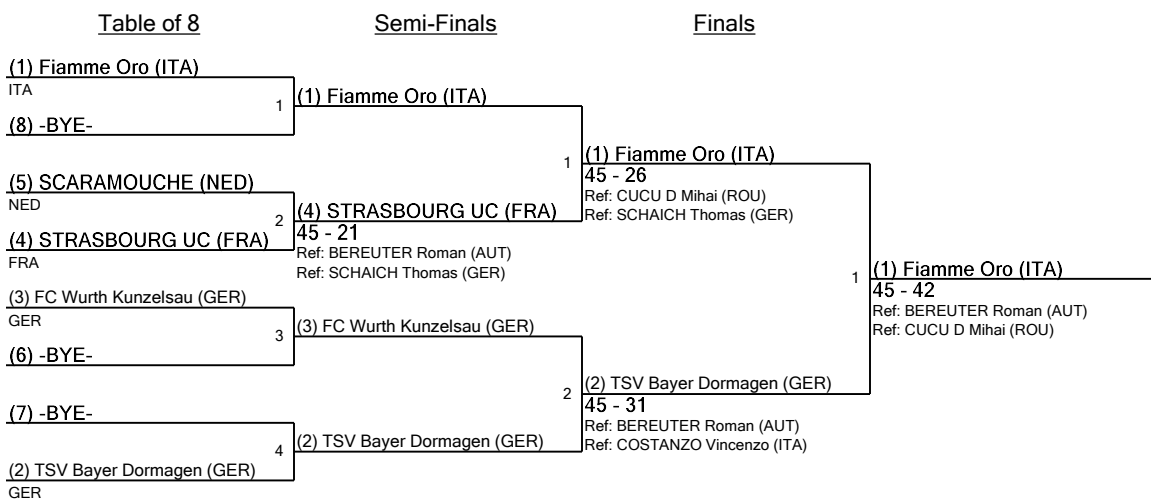 Table of 8
Semi-Finals
Finals
(1) Fiamme Oro (ITA)
ITA
1
(8) -BYE-
(5) SCARAMOUCHE (NED)
NED
2
(4) STRASBOURG UC (FRA)
FRA
(3) FC Wurth Kunzelsau (GER)
GER
3
(6) -BYE-
(7) -BYE-
4
(2) TSV Bayer Dormagen (GER)
GER
(1) Fiamme Oro (ITA)
1
(4) STRASBOURG UC (FRA)
45 - 21
Ref: BEREUTER Roman (AUT)
Ref: SCHAICH Thomas (GER)
(3) FC Wurth Kunzelsau (GER)
2
(2) TSV Bayer Dormagen (GER)
(1) Fiamme Oro (ITA)
45 - 26
Ref: CUCU D Mihai (ROU)
Ref: SCHAICH Thomas (GER)
1
(2) TSV Bayer Dormagen (GER)
45 - 31
Ref: BEREUTER Roman (AUT)
Ref: COSTANZO Vincenzo (ITA)
(1) Fiamme Oro (ITA)
45 - 42
Ref: BEREUTER Roman (AUT)
Ref: CUCU D Mihai (ROU)